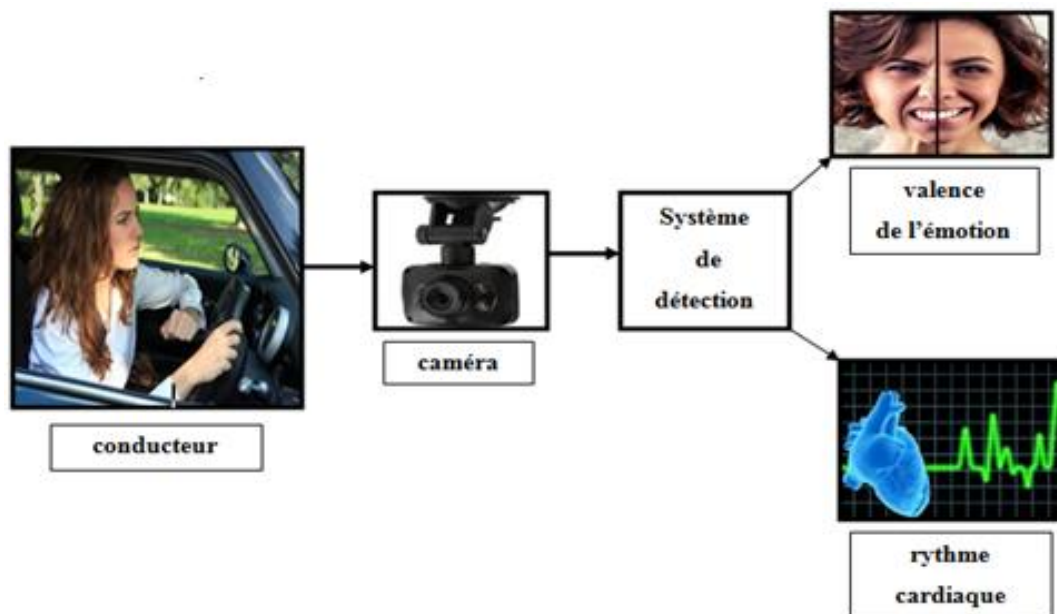 conducteur
caméra
Système
de
détection
valence
de l’émotion
rythme
cardiaque